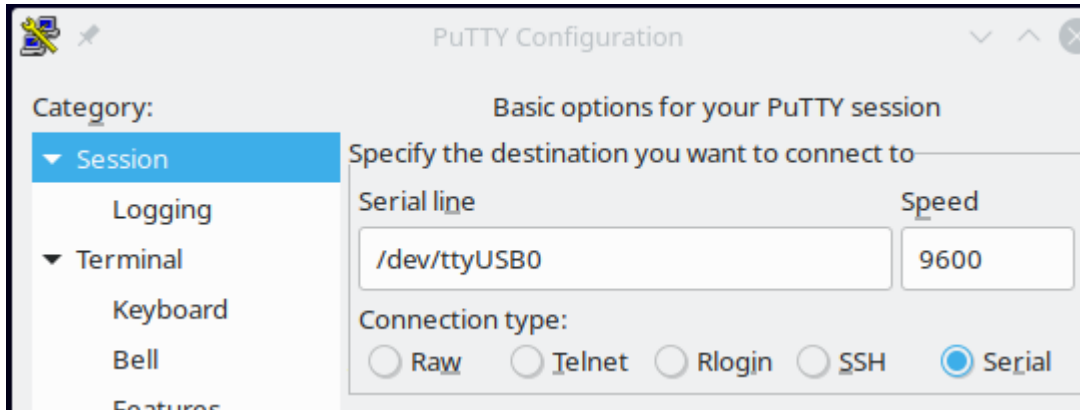 PuTTY Configuration
Category:
Basic options for your PuTTY session
Session
Logging
Terminal
Keyboard
Bell
Features
Specify the destination you want to connect to
Serial line
Speed
/dev/ttyUSB0
9600
Connection type:
Raw
Telnet
Rlogin
SSH
Serial